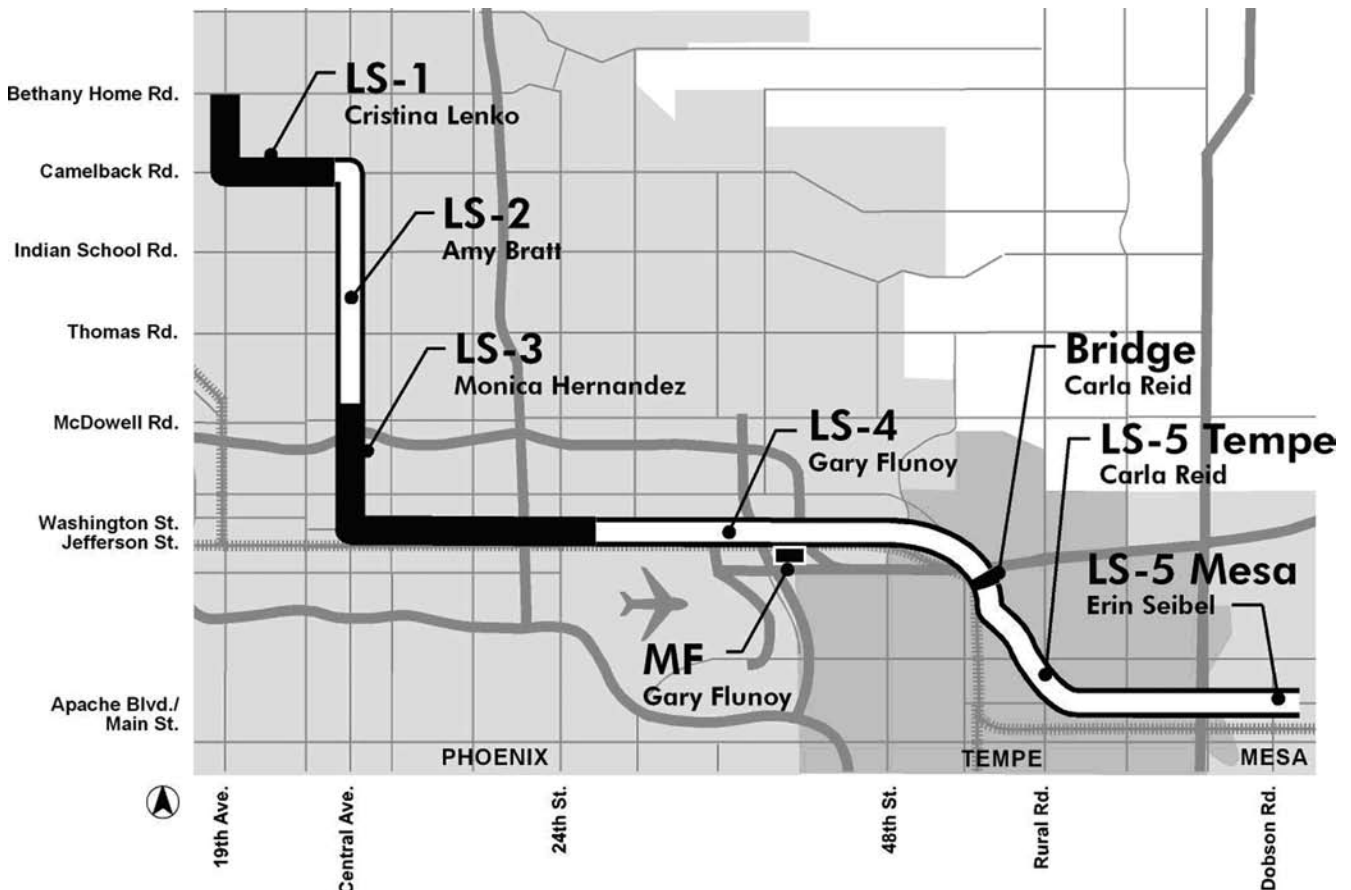 Bethany Home Rd.
Camelback Rd.
Indian School Rd.
Thomas Rd.
McDowell Rd.
Washington St.
Jefferson St.
Apache Blvd./
Main St.
LS-1
Cristina Lenko
LS-2
Amy Bratt
LS-3
Monica Hernandez
LS-4
Gary Flunoy
Bridge
Carla Reid
LS-5 Tempe
Carla Reid
LS-5 Mesa
Erin Seibel
MF
Gary Flunoy
PHOENIX
TEMPE
MESA
19th Ave.
Central Ave.
24th St.
48th St.
Rural Rd.
Dobson Rd.